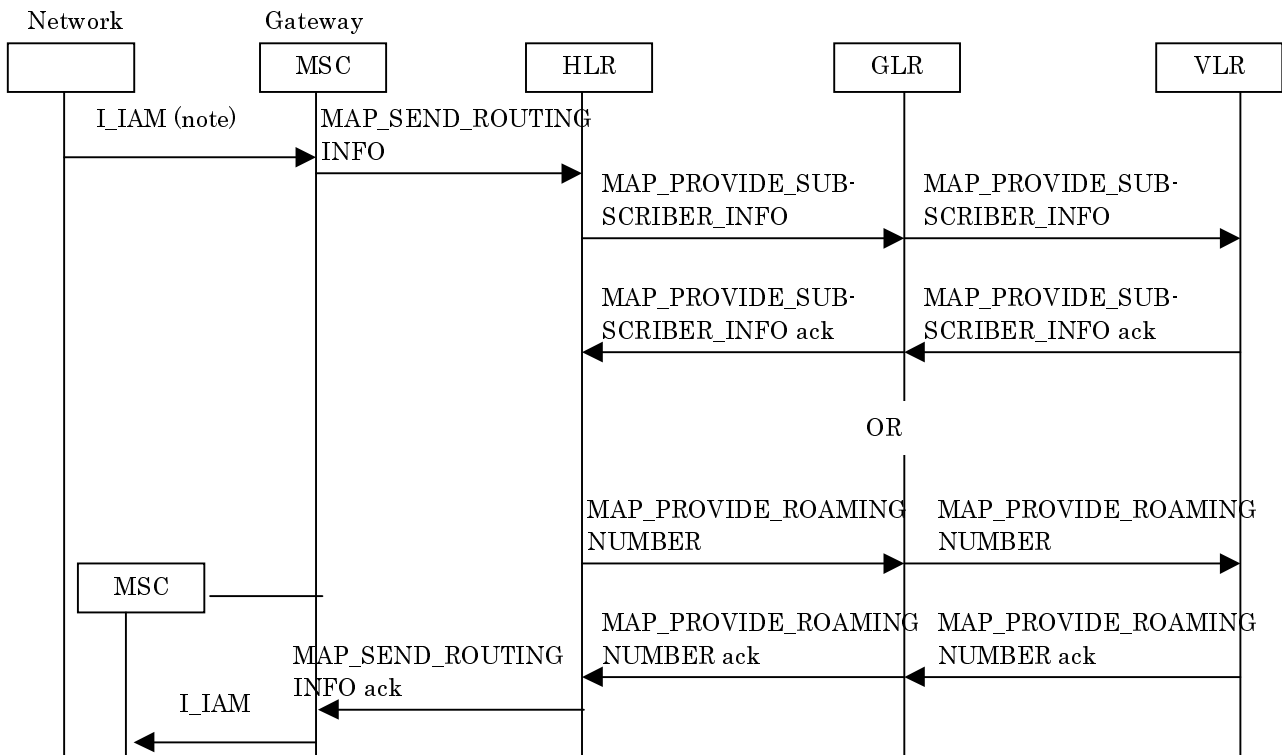 Network
Gateway
MSC
HLR
GLR
VLR
I_IAM (note)
MAP_SEND_ROUTING
INFO
MAP_PROVIDE_SUB-
SCRIBER_INFO
MAP_PROVIDE_SUB-
SCRIBER_INFO
MAP_PROVIDE_SUB-
SCRIBER_INFO ack
MAP_PROVIDE_SUB-
SCRIBER_INFO ack
OR
MAP_PROVIDE_ROAMING
NUMBER
MAP_PROVIDE_ROAMING
NUMBER
MSC
MAP_PROVIDE_ROAMING
NUMBER ack
MAP_PROVIDE_ROAMING
NUMBER ack
MAP_SEND_ROUTING
INFO ack
I_IAM